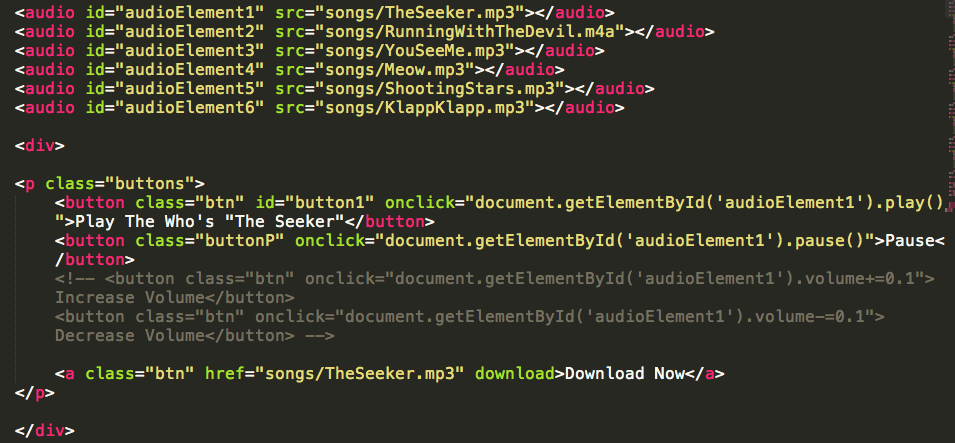 <audio id="audioElement1" src="songs/TheSeeker.mp3"></audio>
<audio id="audioElement2" src="songs/RunningWithTheDevil.m4a"></audio>
<audio id="audioElement3" src="songs/YouSeeMe.mp3"></audio>
<audio id="audioElement4" src="songs/Meow.mp3"></audio>
<audio id="audioElement5" src="songs/ShootingStars.mp3"></audio>
<audio id="audioElement6" src="songs/KlappKlapp.mp3"></audio>
<div>
<p class="buttons">
<button class="btn" id="button1" onclick="document.getElementById('audioElement1').play()
">Play The Who's "The Seeker"</button>
<button class="buttonP" onclick="document.getElementById('audioElement1').pause()">Pause<
/button>
<!-- <button class="btn" onclick="document.getElementById('audioElement1').volume+=0.1">
Increase Volume</button>
<button class="btn" onclick="document.getElementById('audioElement1').volume-=0.1">
Decrease Volume</button> -->
<a class="btn" href="songs/TheSeeker.mp3" download>Download Now</a>
</p>
</div>